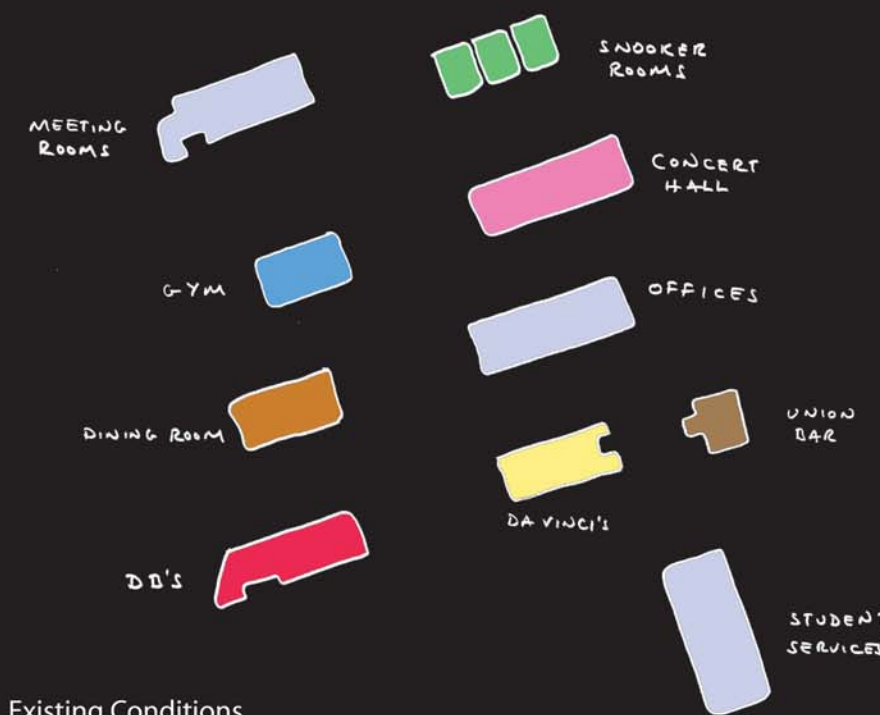 SNOOKER
ROOMS
MEETING
ROOMS
CONCERT
HALL
GYM
OFFICES
DINING ROOM
UNION
BAR
DA VINCI'S
DB'S
STUDENT
SERVICES
Existing Conditions